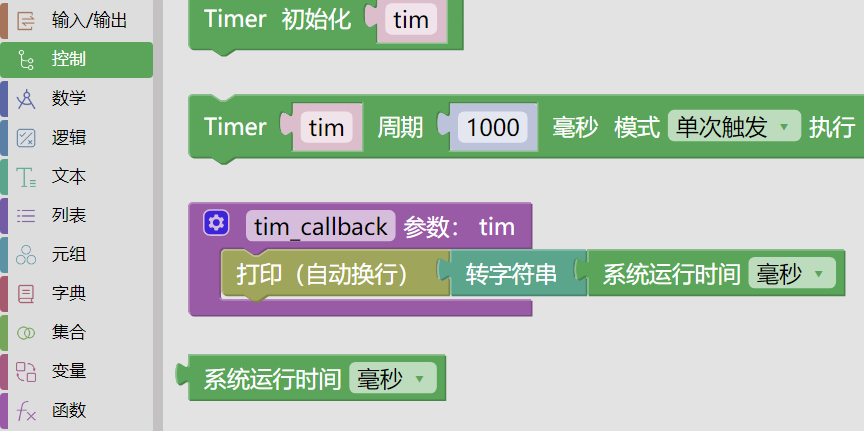 输入/输出
控制
数学
逻辑
文本
列表
元组
字典
集合
变量
函数
Timer 初始化 tim
Timer tim 周期 1000 毫秒 模式 单次触发 执行
tim_callback 参数： tim
打印（自动换行） 转字符串 系统运行时间 毫秒
系统运行时间 毫秒